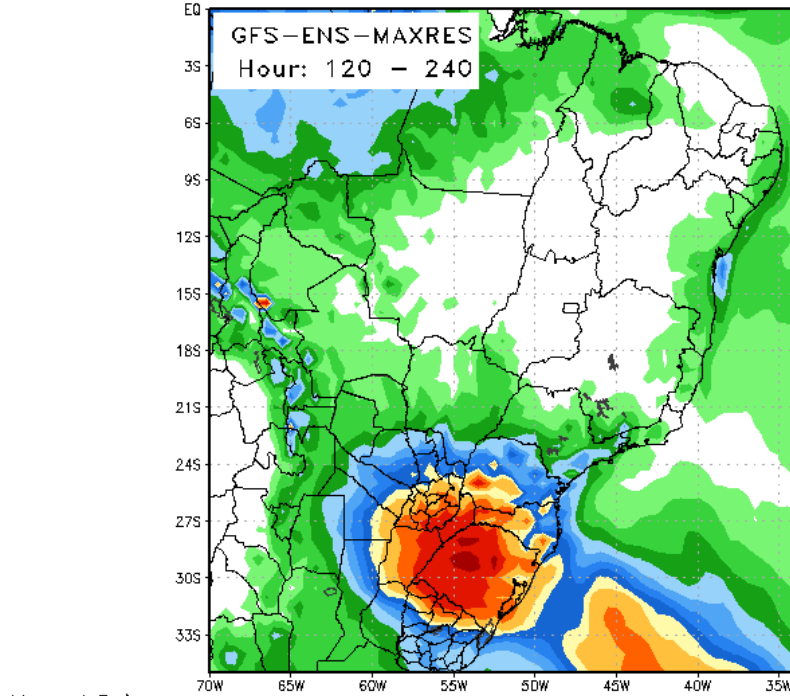 EQ
GFS−ENS−MAXRES
Hour: 120 − 240
3S
6S
9S
12S
15S
18S
21S
24S
27S
30S
33S
70W 65W 60W 55W 50W 45W 40W 35W